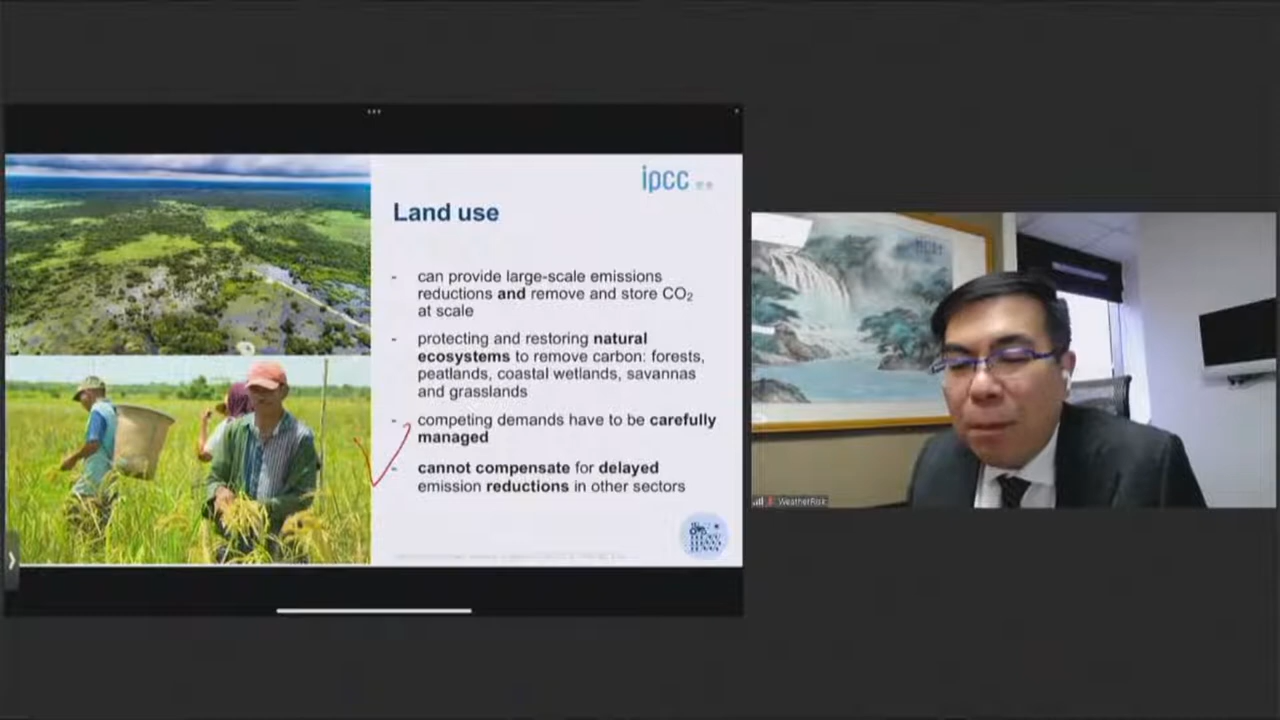 ipcc
Land use
- can provide large-scale emissions
reductions and remove and store CO₂
at scale
- protecting and restoring natural
ecosystems to remove carbon: forests,
peatlands, coastal wetlands, savannas
and grasslands
- competing demands have to be carefully
managed
- cannot compensate for delayed
emission reductions in other sectors
WeatherRisk